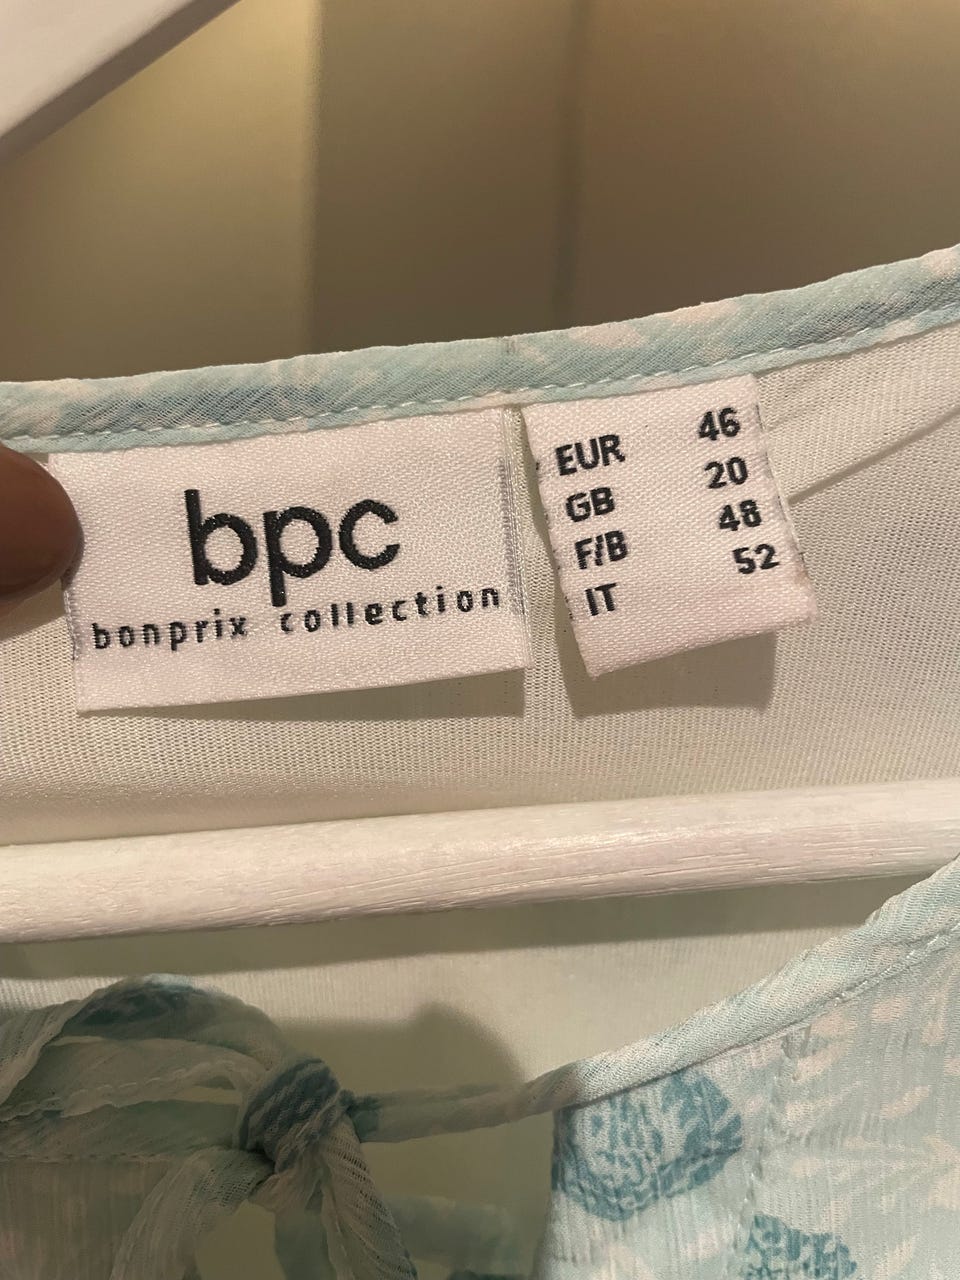 bpc
bonprix collection
EUR 46
GB 20
F/B 48
IT 52